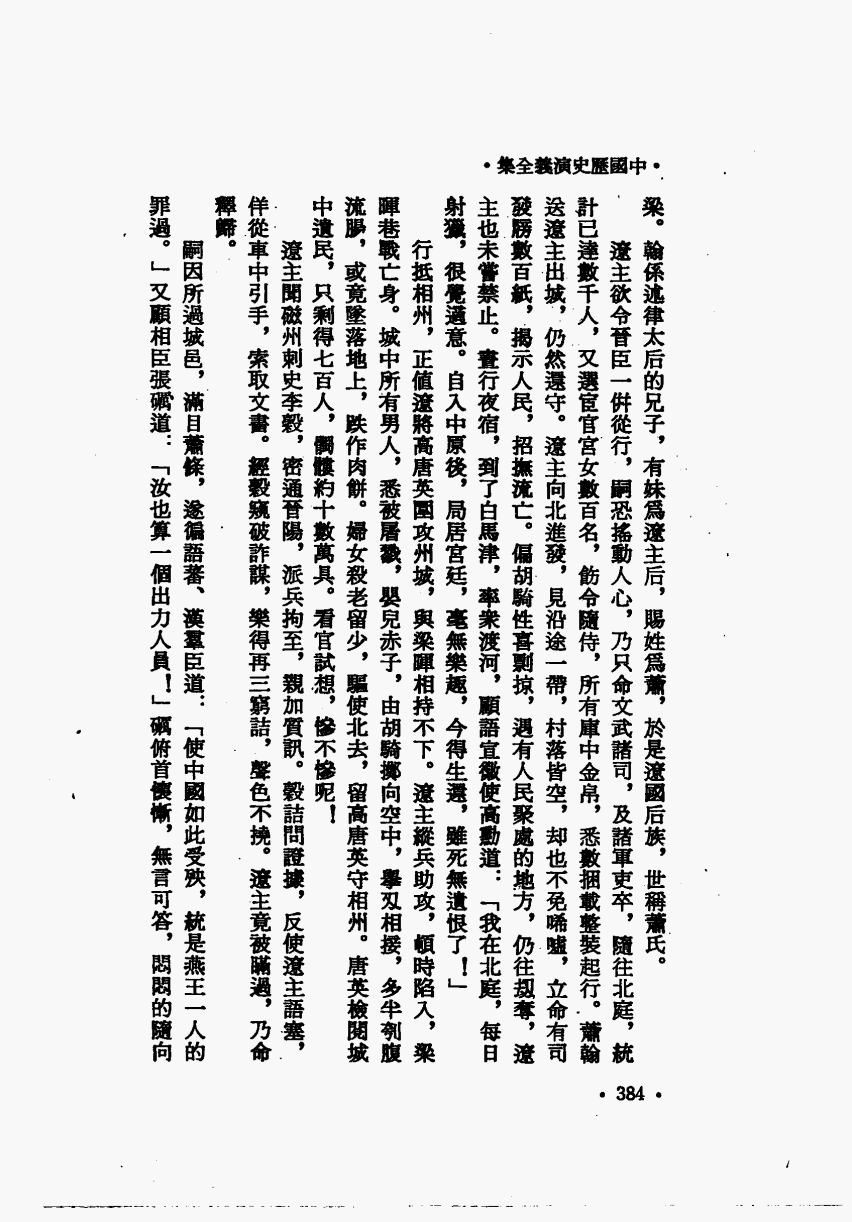 •中國歷史演義全集•
梁。翰係述律太后的兄子，有妹爲遼主后，賜姓爲蕭，於是遼國后族，世稱蕭氏。
遼主欲令晉臣一併從行，嗣恐搖動人心，乃只命文武諸司，及諸軍吏卒，隨往北庭，統
計已達數千人，又選宦官宮女數百名，飭令隨侍，所有庫中金帛，悉數捆載整裝起行。蕭翰
送遼主出城，仍然還守。遼主向北進發，見沿途一帶，村落皆空，却也不免唏噓，立命有司
發牓數百紙，揭示人民，招撫流亡。偏胡騎性喜剽掠，遇有人民聚處的地方，仍往刼奪，遼
主也未嘗禁止。晝行夜宿，到了白馬津，率衆渡河，顧語宣徽使高勳道：「我在北庭，每日
射獵，很覺適意。自入中原後，局居宮廷，毫無樂趣，今得生還，雖死無遺恨了！」
行抵相州，正值遼將高唐英圍攻州城，與梁暉相持不下。遼主縱兵助攻，頓時陷入，梁
暉巷戰亡身。城中所有男人，悉被屠戮，嬰兒赤子，由胡騎擲向空中，舉刄相接，多半刳腹
流腸，或竟墜落地上，跌作肉餅。婦女殺老留少，驅使北去，留高唐英守相州。唐英檢閱城
中遺民，只剩得七百人，髑髏約十數萬具。看官試想，慘不慘呢！
遼主聞磁州刺史李穀，密通晉陽，派兵拘至，親加質訊。穀詰問證據，反使遼主語塞，
佯從車中引手，索取文書。經穀窺破詐謀，樂得再三窮詰，聲色不撓。遼主竟被瞞過，乃命
釋歸。
嗣因所過城邑，滿目蕭條，遂徧語蕃、漢羣臣道：「使中國如此受殃，統是燕王一人的
罪過。」又顧相臣張礪道：「汝也算一個出力人員！」礪俯首懷慚，無言可答，悶悶的隨向
• 384 •